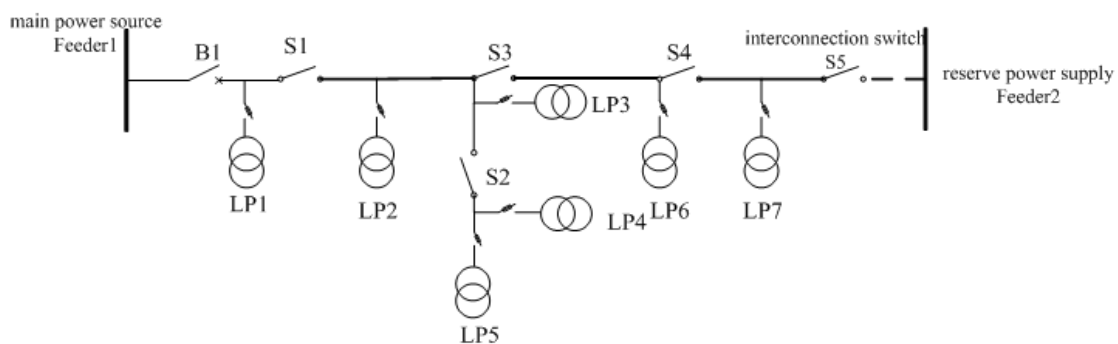 main power source
Feeder1
B1
S1
S3
S4
interconnection switch
S5
reserve power supply
Feeder2
LP3
S2
LP1
LP2
LP4
LP6
LP7
LP5